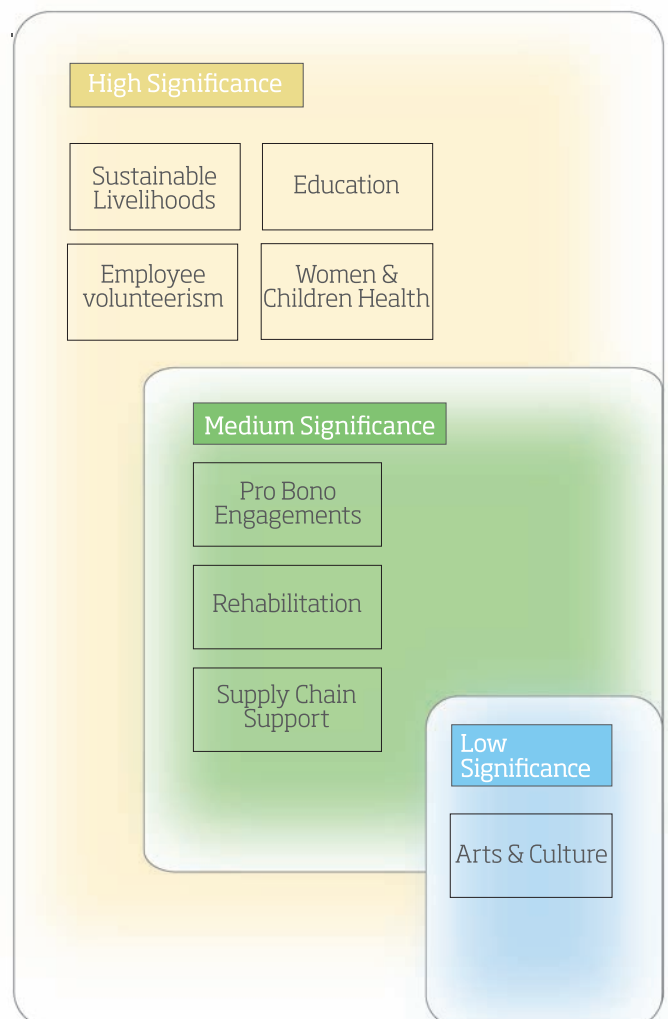 High Significance
Sustainable
Livelihoods
Education
Employee
volunteerism
Women &
Children Health
Medium Significance
Pro Bono
Engagements
Rehabilitation
Supply Chain
Support
Low
Significance
Arts & Culture